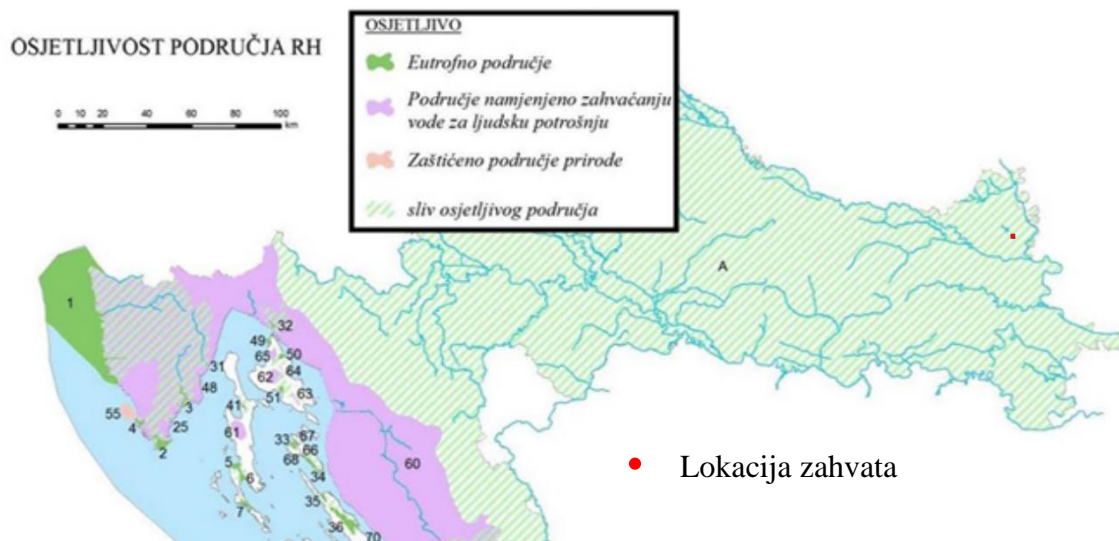 OSJETLJIVOST PODRUČJA RH
0 10 20 40 60 80 100
km
OSJETLJIVO
Eutrofno područje
Područje namjenjeno zahvaćanju
vode za ljudsku potrošnju
Zaštićeno područje prirode
sliv osjetljivog područja
A
1
32
49
50
65
31
62
64
48
51
63
3
41
55
4
25
61
2
33
67
66
60
68
5
34
6
35
7
36
70
Lokacija zahvata